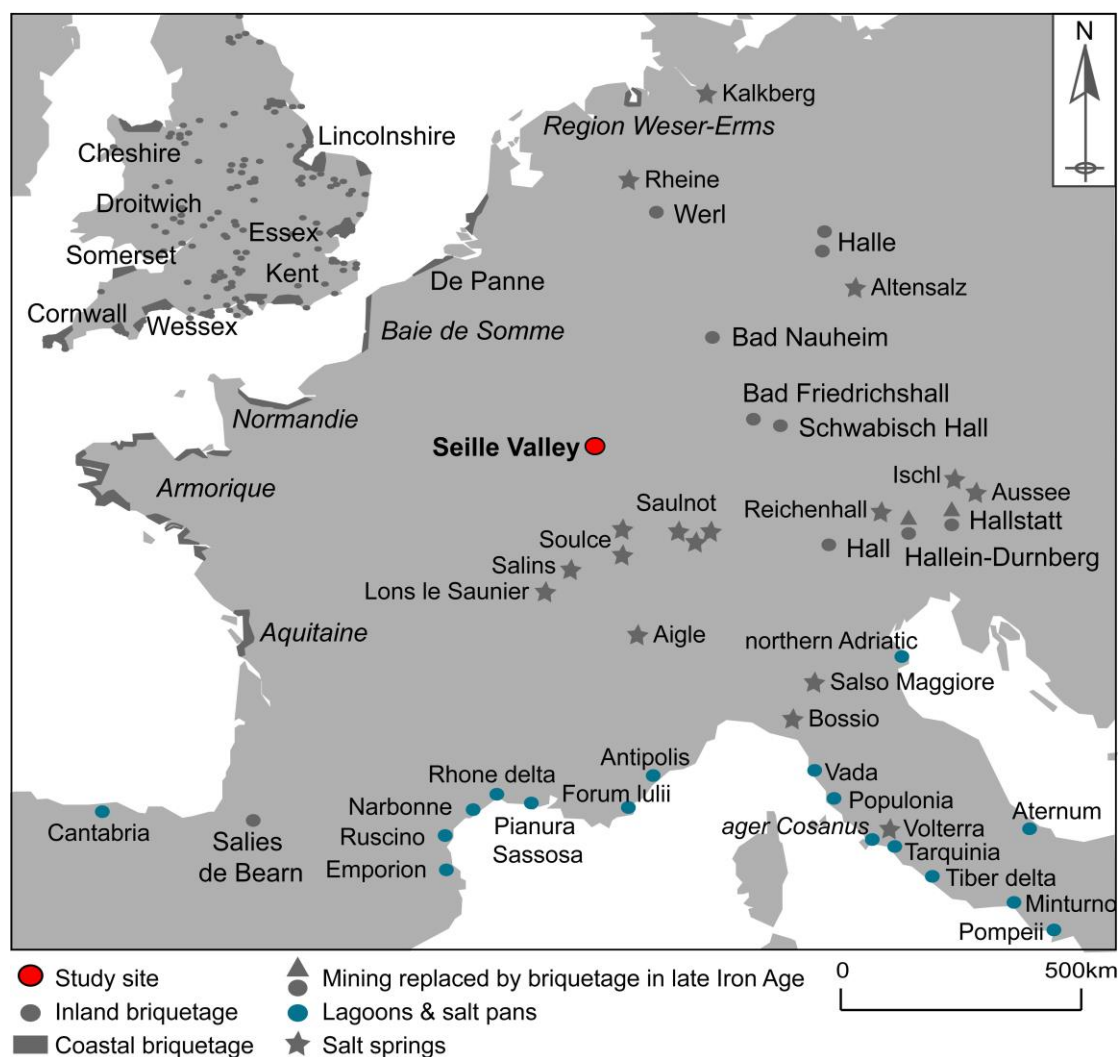 N
Kalkberg
Region Weser-Erms
Lincolnshire
Cheshire
Rheine
Droitwich
Werl
Essex
Halle
Somerset
Kent
De Panne
Altensalz
Cornwall
Wessex
Baie de Somme
Bad Nauheim
Bad Friedrichshall
Normandie
Schwabisch Hall
Seille Valley
Ischl
Aussee
Armorique
Saulnot
Reichenhall
Hallstatt
Soulce
Hall
Hallein-Durnberg
Salins
Lons le Saunier
Aquitaine
Aigle
northern Adriatic
Salso Maggiore
Bossio
Antipolis
Rhone delta
Vada
Forum Iulii
Narbonne
Populonia
Aternum
Cantabria
Salies
de Bearn
Ruscino
Pianura
Sassosa
ager Cosanus
Volterra
Tarquinia
Emporion
Tiber delta
Minturno
Pompeii
Study site
Inland briquetage
Coastal briquetage
Mining replaced by briquetage in late Iron Age
Lagoons & salt pans
Salt springs
0
500km